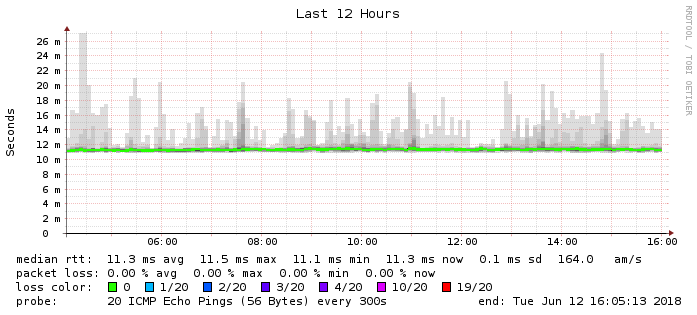 Last 12 Hours
RRDTOOL / TOBI OETIKER
Seconds
26 m
24 m
22 m
20 m
18 m
16 m
14 m
12 m
10 m
8 m
6 m
4 m
2 m
0
06:00 08:00 10:00 12:00 14:00 16:00
median rtt: 11.3 ms avg 11.5 ms max 11.1 ms min 11.3 ms now 0.1 ms sd 164.0 am/s
packet loss: 0.00 % avg 0.00 % max 0.00 % min 0.00 % now
loss color: 0 1/20 2/20 3/20 4/20 10/20 19/20
probe: 20 ICMP Echo Pings (56 Bytes) every 300s end: Tue Jun 12 16:05:13 2018